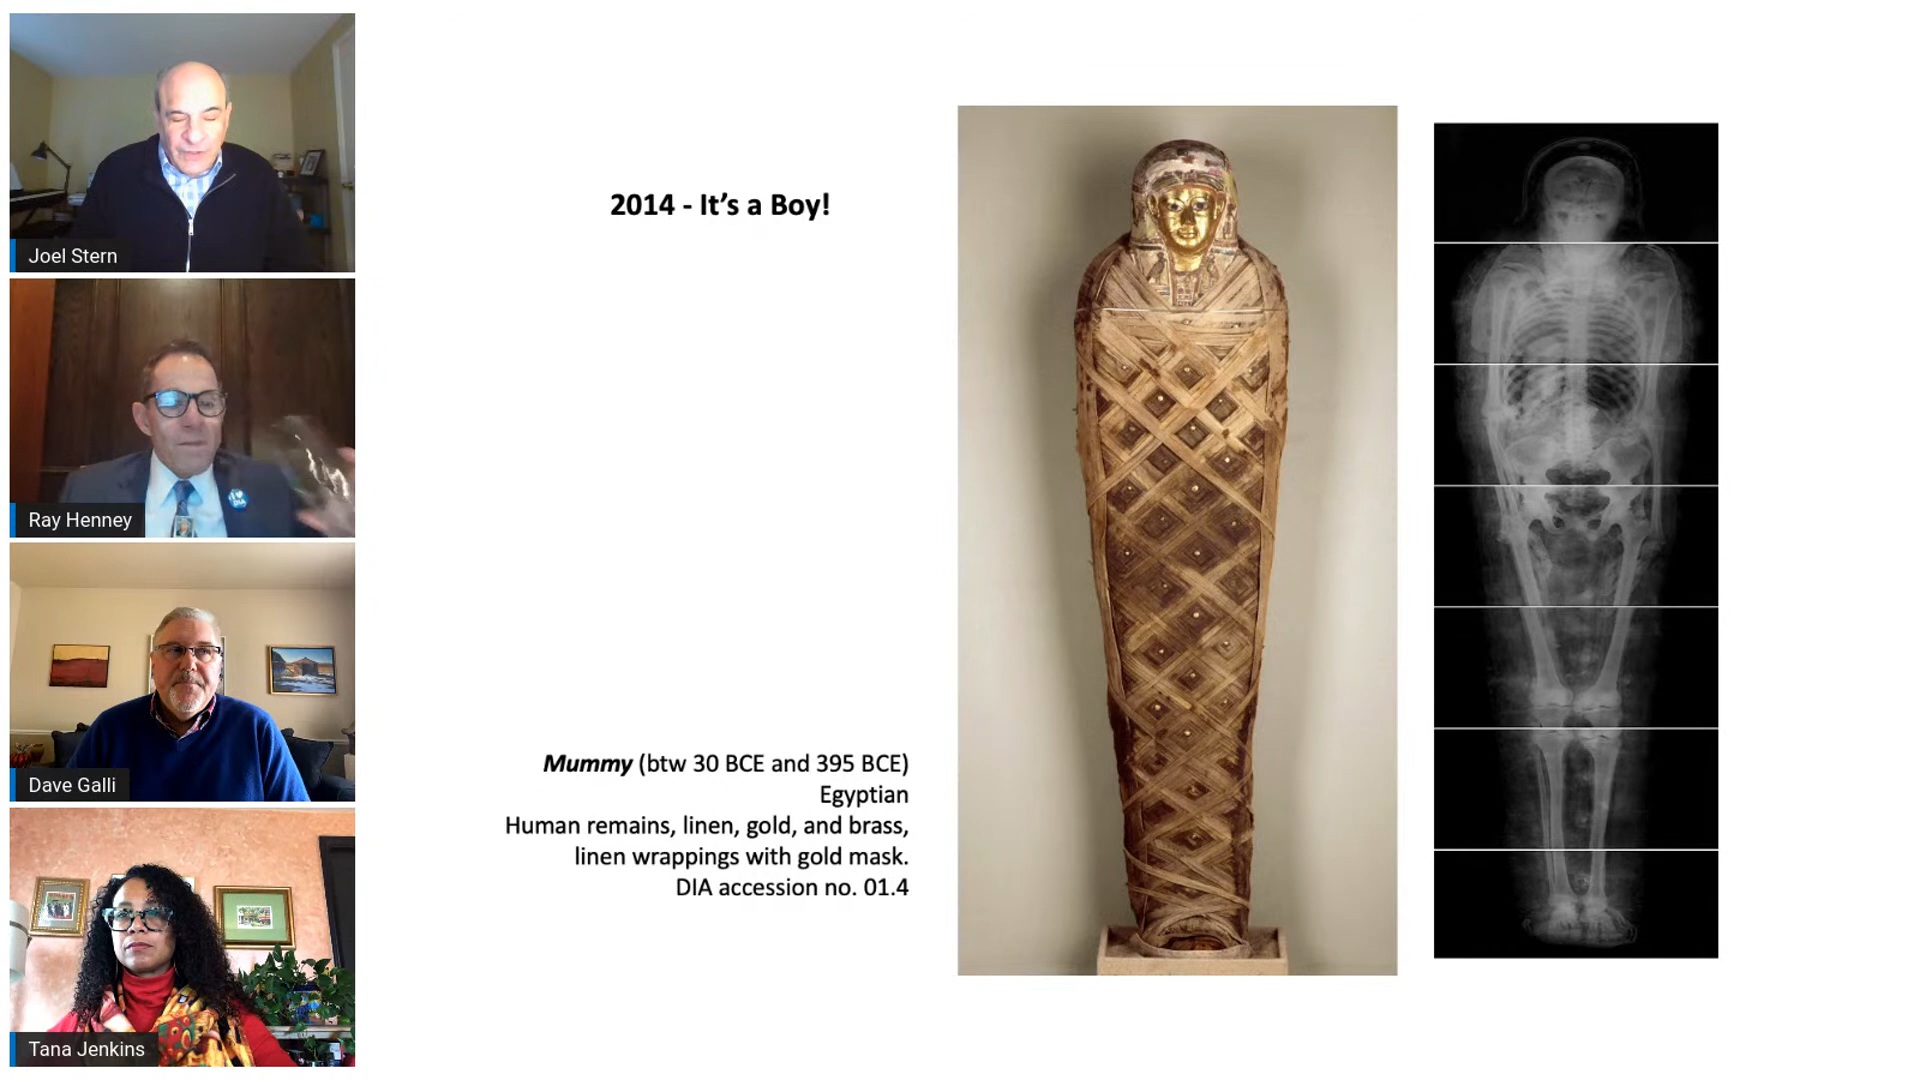 Joel Stern
Ray Henney
Dave Galli
Tana Jenkins
2014 - It's a Boy!
Mummy (btw 30 BCE and 395 BCE)
Egyptian
Human remains, linen, gold, and brass,
linen wrappings with gold mask.
DIA accession no. 01.4